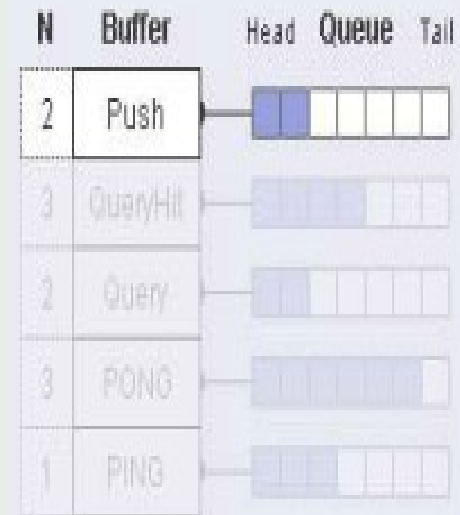 N Buffer Head Queue Tail
2 Push
3 QueryHit
2 Query
3 PONG
1 PING